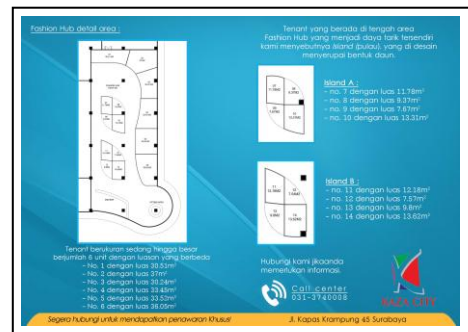 Fashion Hub detail area :
Tenant berukuran sedang hingga besar
berjumlah 6 unit dengan luasan yang berbeda
- No. 1 dengan luas 30.51m²
- No. 2 dengan luas 37m²
- No. 3 dengan luas 30.24m²
- No. 4 dengan luas 33.45m²
- No. 5 dengan luas 33.52m²
- No. 6 dengan luas 38.05m²
Tenant yang berada di tengah area
Fashion Hub yang menjadi daya tarik tersendiri
kami menyebutnya island (pulau), yang di desain
menyerupai bentuk daun.
Island A :
- no. 7 dengan luas 11.78m²
- no. 8 dengan luas 9.37m²
- no. 9 dengan luas 7.67m²
- no. 10 dengan luas 13.31m²
Island B :
- no. 11 dengan luas 12.18m²
- no. 12 dengan luas 7.57m²
- no. 13 dengan luas 9.8m²
- no. 14 dengan luas 13.62m²
Hubungi kami jikaanda
memerlukan informasi.
Call center
031-3740008
KAZA CITY
Segera hubungi untuk mendapatkan penawaran Khusus
Jl. Kapas Krampung 45 Surabaya